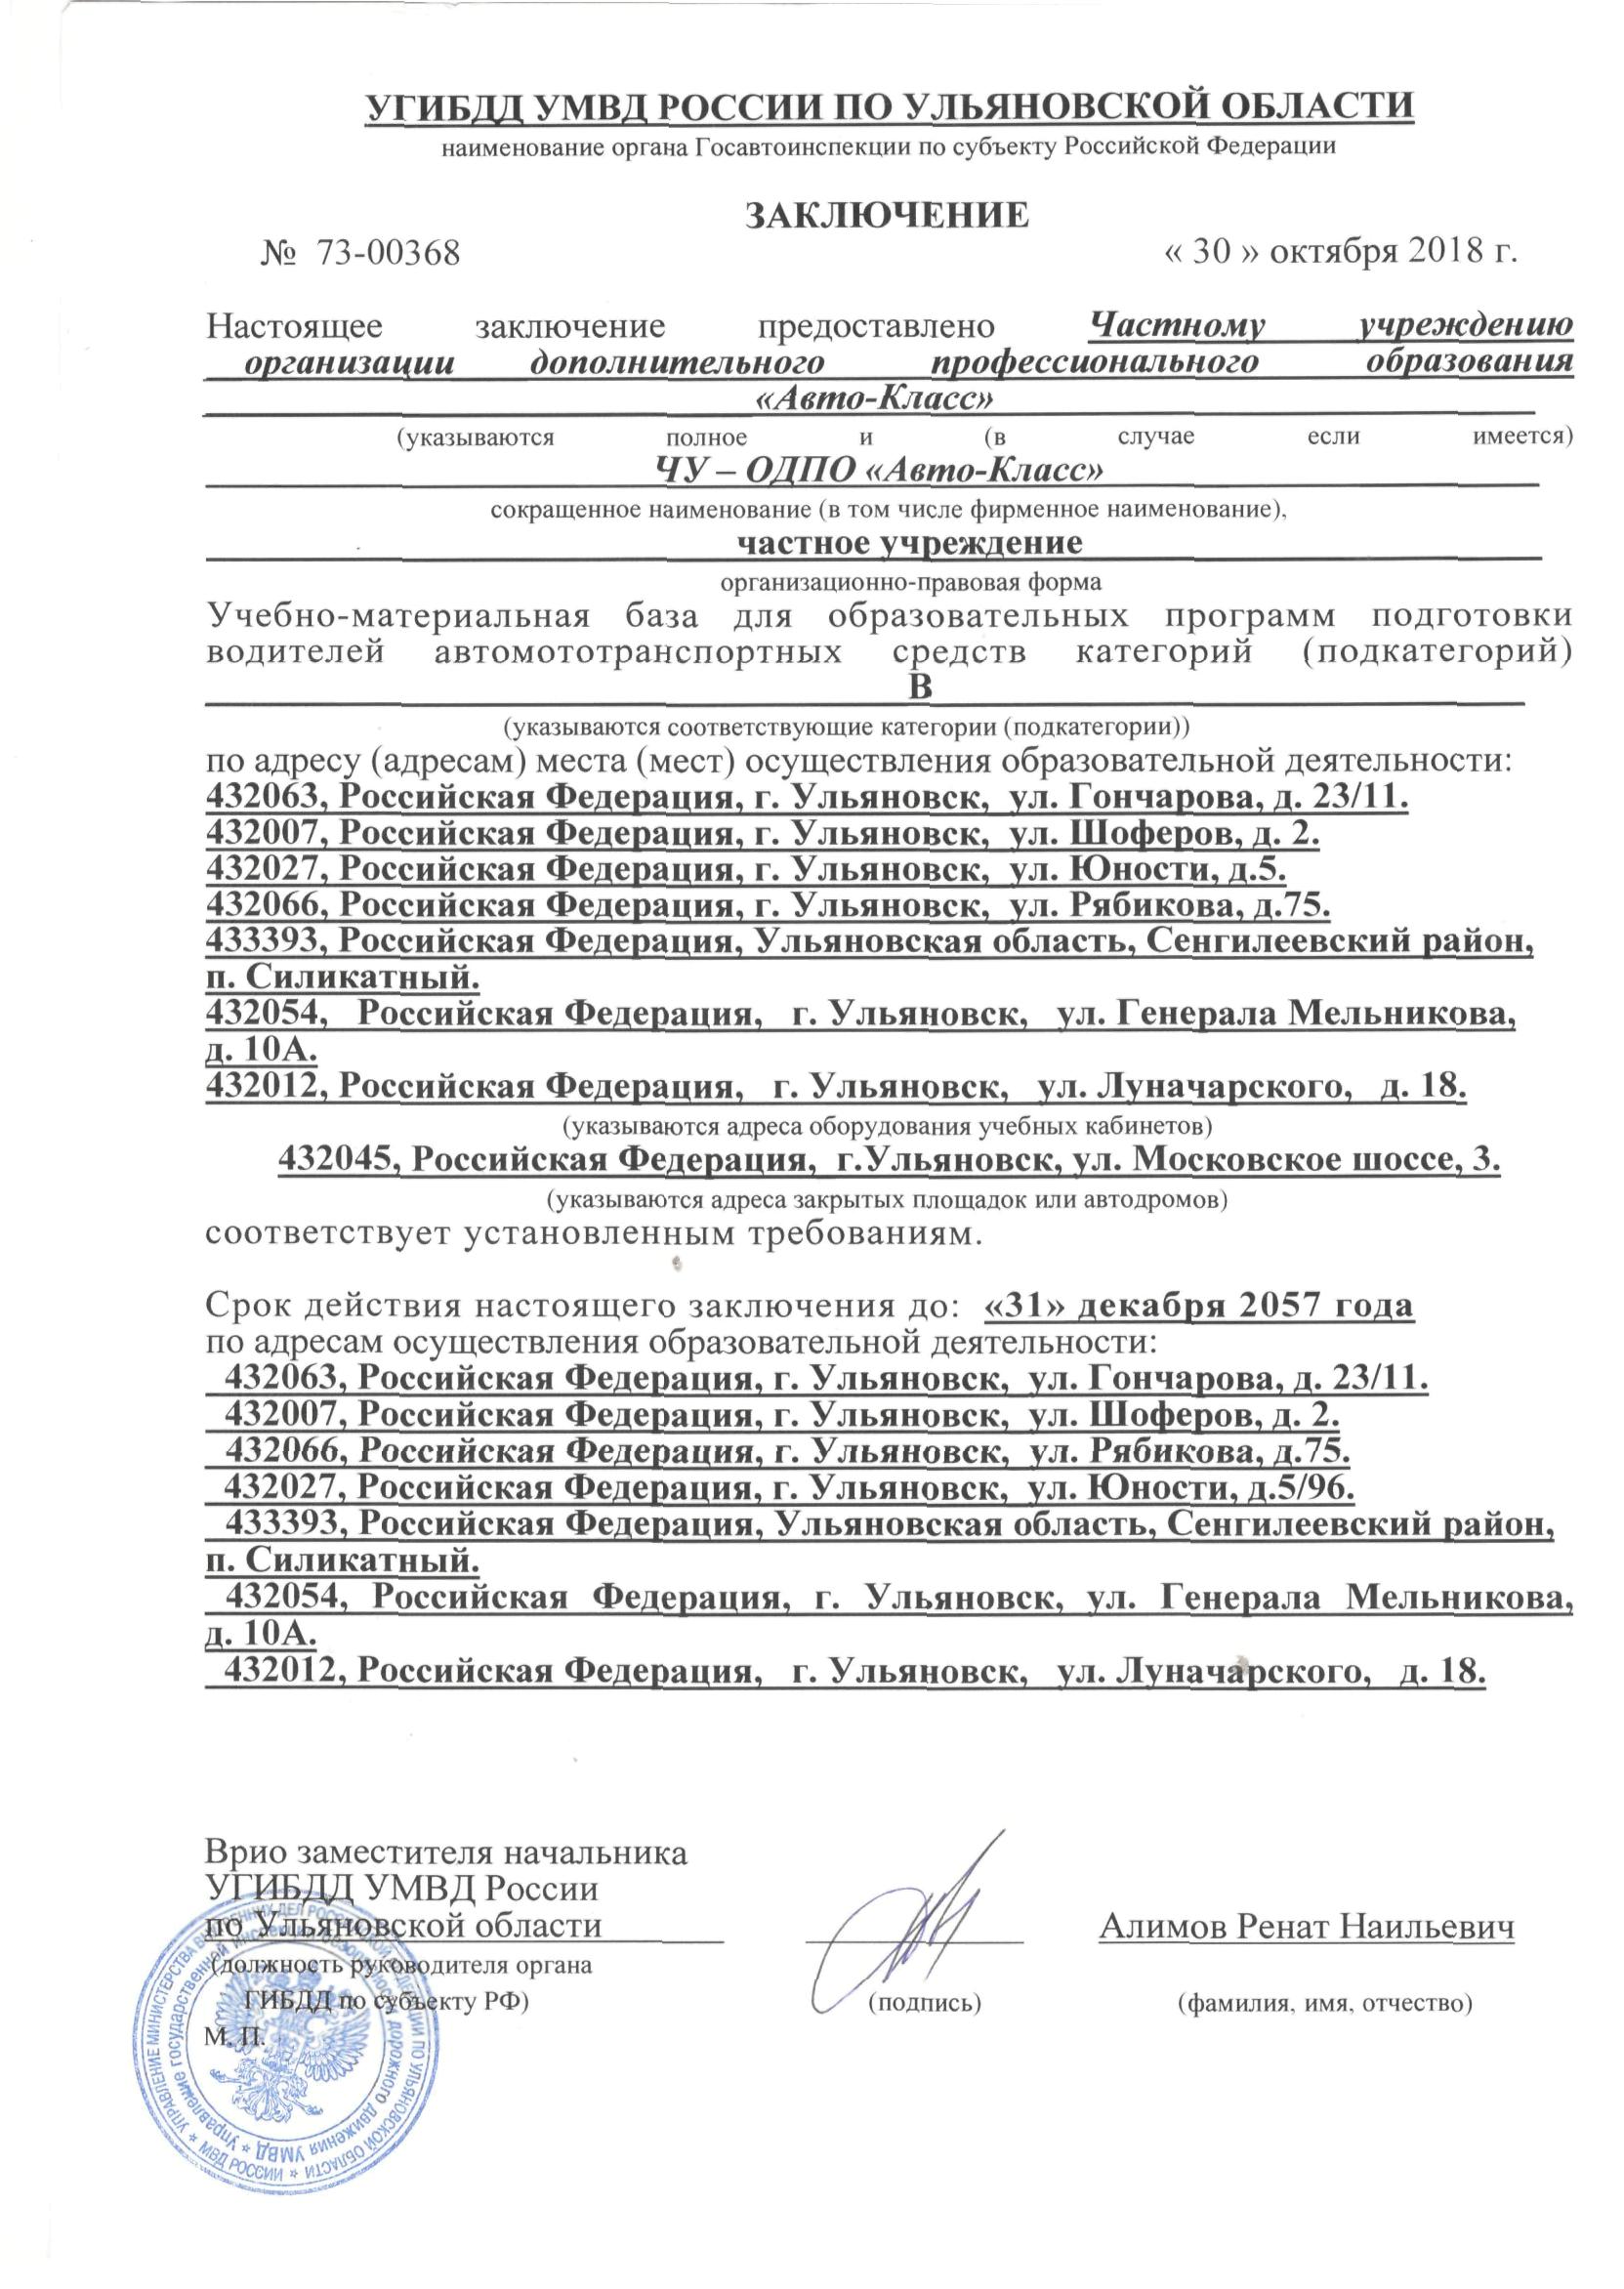 УГИБДД УМВД РОССИИ ПО УЛЬЯНОВСКОЙ ОБЛАСТИ
наименование органа Госавтоинспекции по субъекту Российской Федерации
ЗАКЛЮЧЕНИЕ
№ 73-00368 « 30 » октября 2018 г.
Настоящее заключение предоставлено Частному учреждению
организации дополнительного профессионального образования
«Авто-Класс»
(указываются полное и (в случае если имеется)
ЧУ – ОДПО «Авто-Класс»
сокращенное наименование (в том числе фирменное наименование),
частное учреждение
организационно-правовая форма
Учебно-материальная база для образовательных программ подготовки
водителей автомототранспортных средств категорий (подкатегорий)
В
(указываются соответствующие категории (подкатегории))
по адресу (адресам) места (мест) осуществления образовательной деятельности:
432063, Российская Федерация, г. Ульяновск, ул. Гончарова, д. 23/11.
432007, Российская Федерация, г. Ульяновск, ул. Шоферов, д. 2.
432027, Российская Федерация, г. Ульяновск, ул. Юности, д.5.
432066, Российская Федерация, г. Ульяновск, ул. Рябикова, д.75.
433393, Российская Федерация, Ульяновская область, Сенгилеевский район,
п. Силикатный.
432054, Российская Федерация, г. Ульяновск, ул. Генерала Мельникова,
д. 10А.
432012, Российская Федерация, г. Ульяновск, ул. Луначарского, д. 18.
(указываются адреса оборудования учебных кабинетов)
432045, Российская Федерация, г.Ульяновск, ул. Московское шоссе, 3.
(указываются адреса закрытых площадок или автодромов)
соответствует установленным требованиям.
Срок действия настоящего заключения до: «31» декабря 2057 года
по адресам осуществления образовательной деятельности:
432063, Российская Федерация, г. Ульяновск, ул. Гончарова, д. 23/11.
432007, Российская Федерация, г. Ульяновск, ул. Шоферов, д. 2.
432066, Российская Федерация, г. Ульяновск, ул. Рябикова, д.75.
432027, Российская Федерация, г. Ульяновск, ул. Юности, д.5/96.
433393, Российская Федерация, Ульяновская область, Сенгилеевский район,
п. Силикатный.
432054, Российская Федерация, г. Ульяновск, ул. Генерала Мельникова,
д. 10А.
432012, Российская Федерация, г. Ульяновск, ул. Луначарского, д. 18.
Врио заместителя начальника
УГИБДД УМВД России
по Ульяновской области Алимов Ренат Наильевич
(должность руководителя органа
ГИБДД по субъекту РФ) (подпись) (фамилия, имя, отчество)
М. П.
УПРАВЛЕНИЕ МИНИСТЕРСТВА ВНУТРЕННИХ ДЕЛ РОССИЙСКОЙ ФЕДЕРАЦИИ ПО УЛЬЯНОВСКОЙ ОБЛАСТИ * МВД РОССИИ *
Управление государственной инспекции безопасности дорожного движения УМВД *